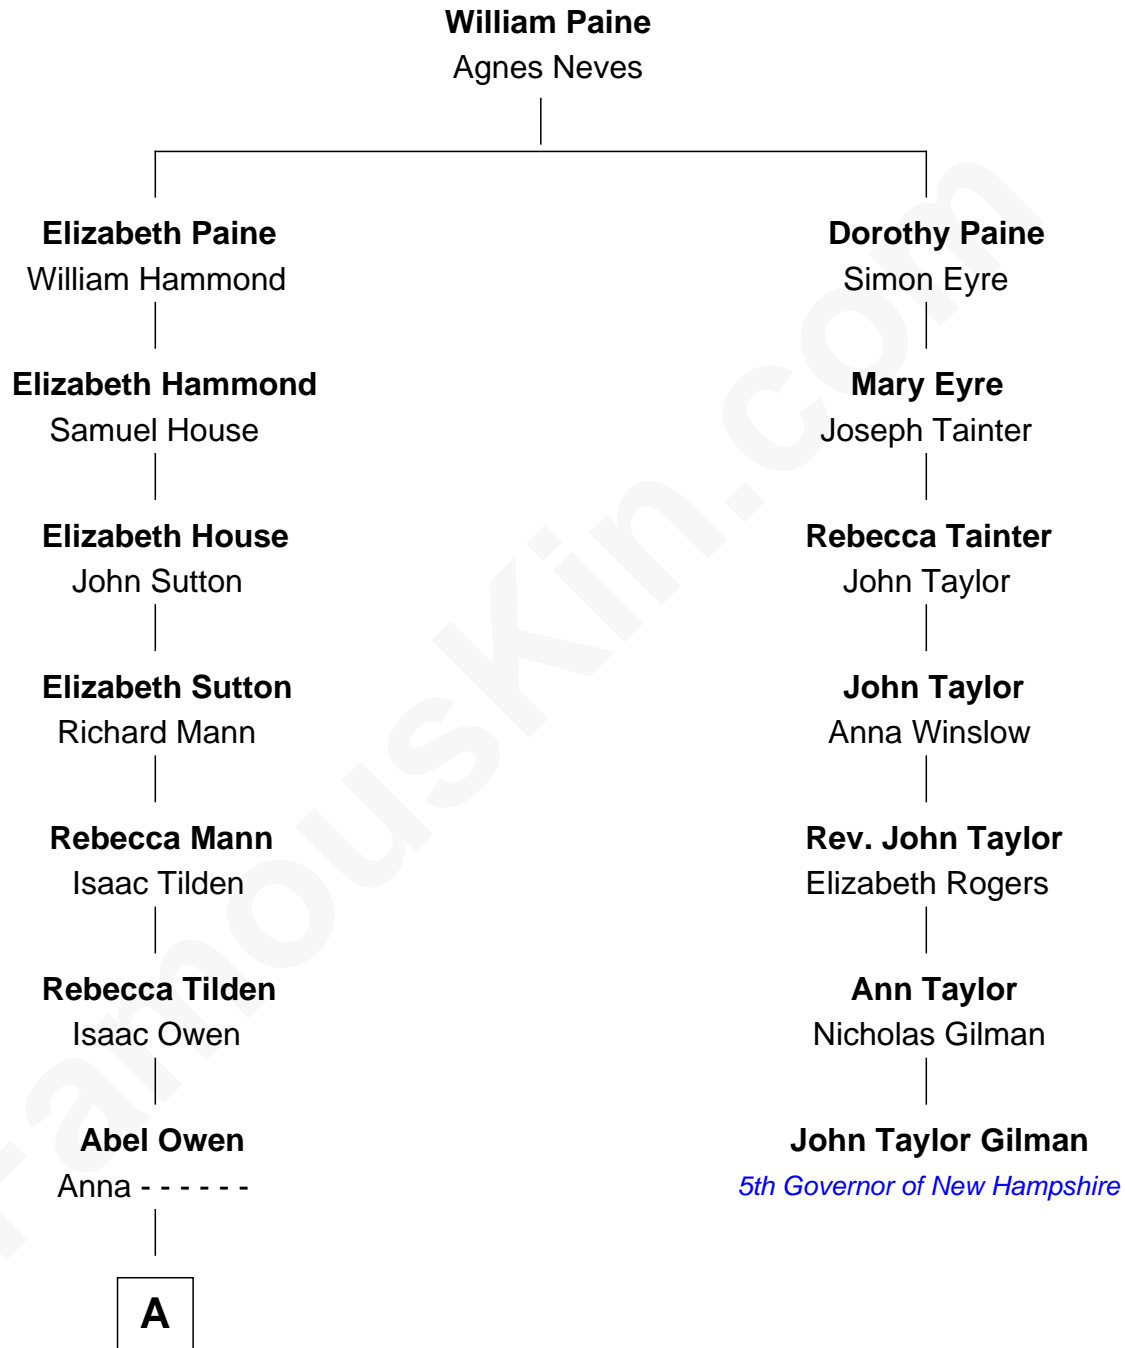 William Paine
Agnes Neves
Elizabeth Paine
William Hammond
Dorothy Paine
Simon Eyre
Elizabeth Hammond
Samuel House
Mary Eyre
Joseph Tainter
Elizabeth House
John Sutton
Rebecca Tainter
John Taylor
Elizabeth Sutton
Richard Mann
John Taylor
Anna Winslow
Rebecca Mann
Isaac Tilden
Rev. John Taylor
Elizabeth Rogers
Rebecca Tilden
Isaac Owen
Ann Taylor
Nicholas Gilman
Abel Owen
Anna - - - - - -
John Taylor Gilman
5th Governor of New Hampshire
A
FamousKin.com